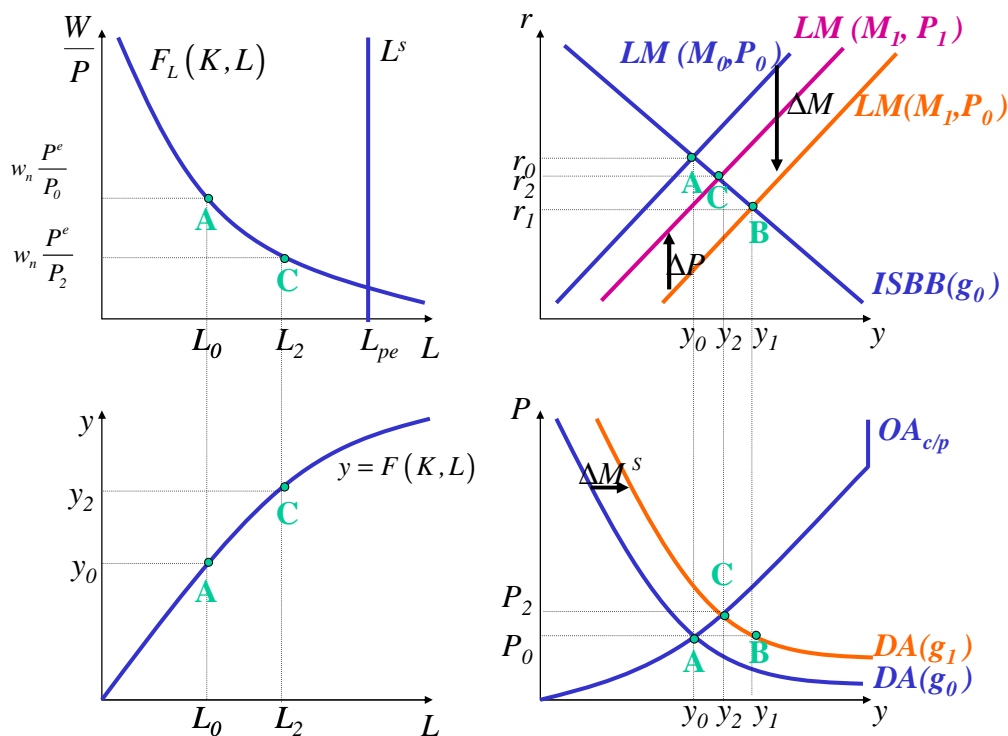 W
P
F_L (K, L)
L^s
w_n P^e
P_0
A
w_n P^e
P_2
C
L_0 L_2 L_pe L
r
LM (M_1, P_1)
LM (M_0,P_0)
ΔM
LM(M_1,P_0)
r_0
r_2
r_1
A
C
B
ΔP
ISBB(g_0)
y_0 y_2 y_1 y
y
y = F (K, L)
y_2
C
y_0
A
L_0 L_2 L
P
OA_c/p
ΔM^S
C
P_2
P_0
A
B
DA(g_1)
DA(g_0)
y_0 y_2 y_1 y